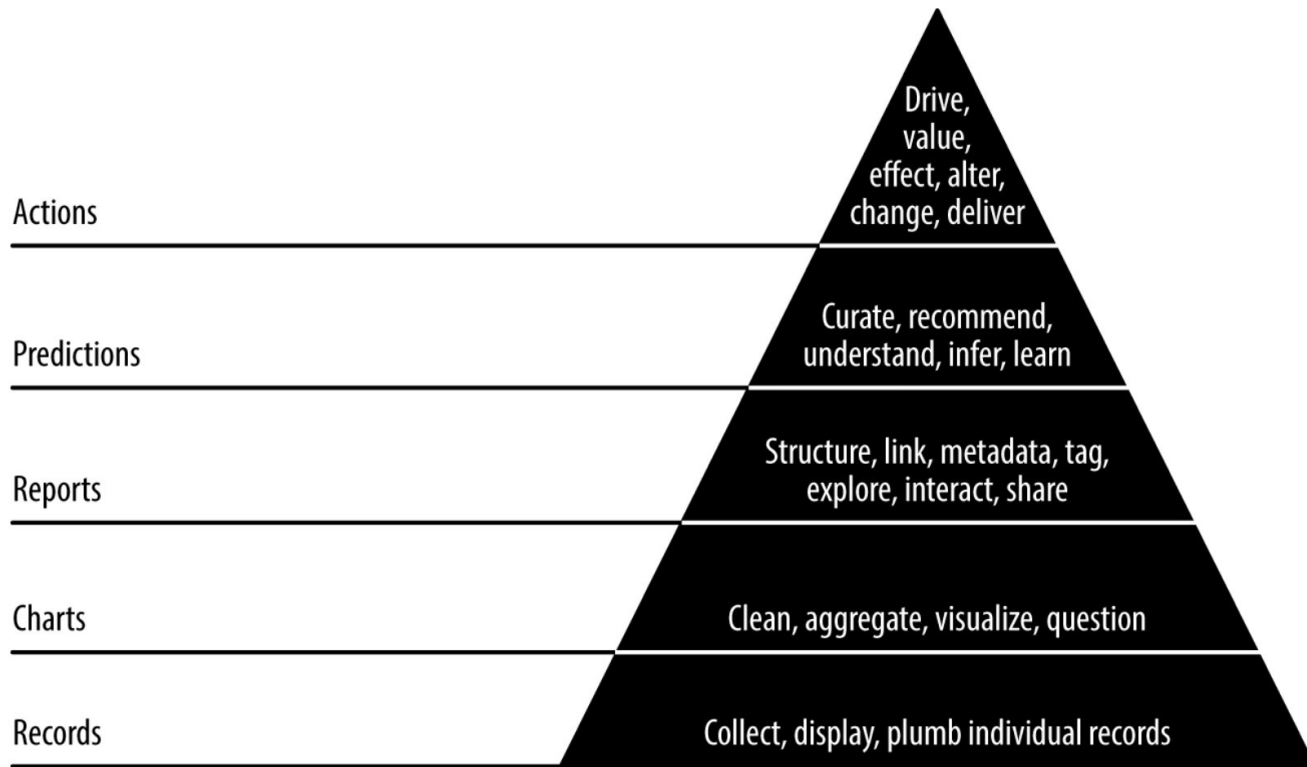 Drive,
value,
effect, alter,
change, deliver
Actions
Curate, recommend,
understand, infer, learn
Predictions
Structure, link, metadata, tag,
explore, interact, share
Reports
Clean, aggregate, visualize, question
Charts
Collect, display, plumb individual records
Records